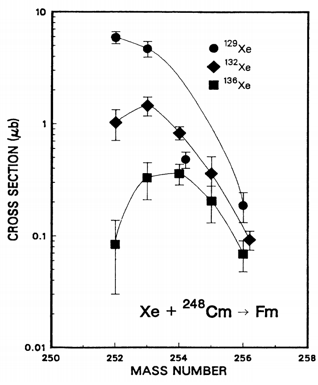 10
1
0.1
0.01
CROSS SECTION (μb)
129Xe
132Xe
136Xe
Xe + 248Cm → Fm
250 252 254 256 258
MASS NUMBER